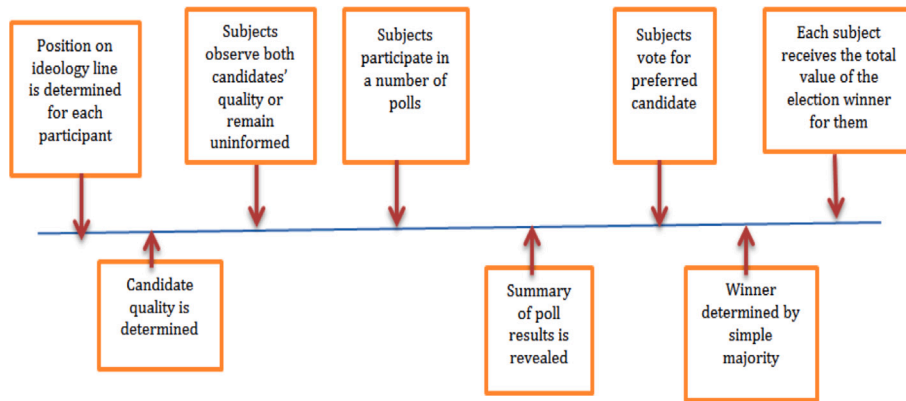 Position on
ideology line
is determined
for each
participant
Subjects
observe both
candidates'
quality or
remain
uninformed
Subjects
participate in
a number of
polls
Subjects
vote for
preferred
candidate
Each subject
receives the total
value of the
election winner
for them
Candidate
quality is
determined
Summary
of poll
results is
revealed
Winner
determined by
simple
majority